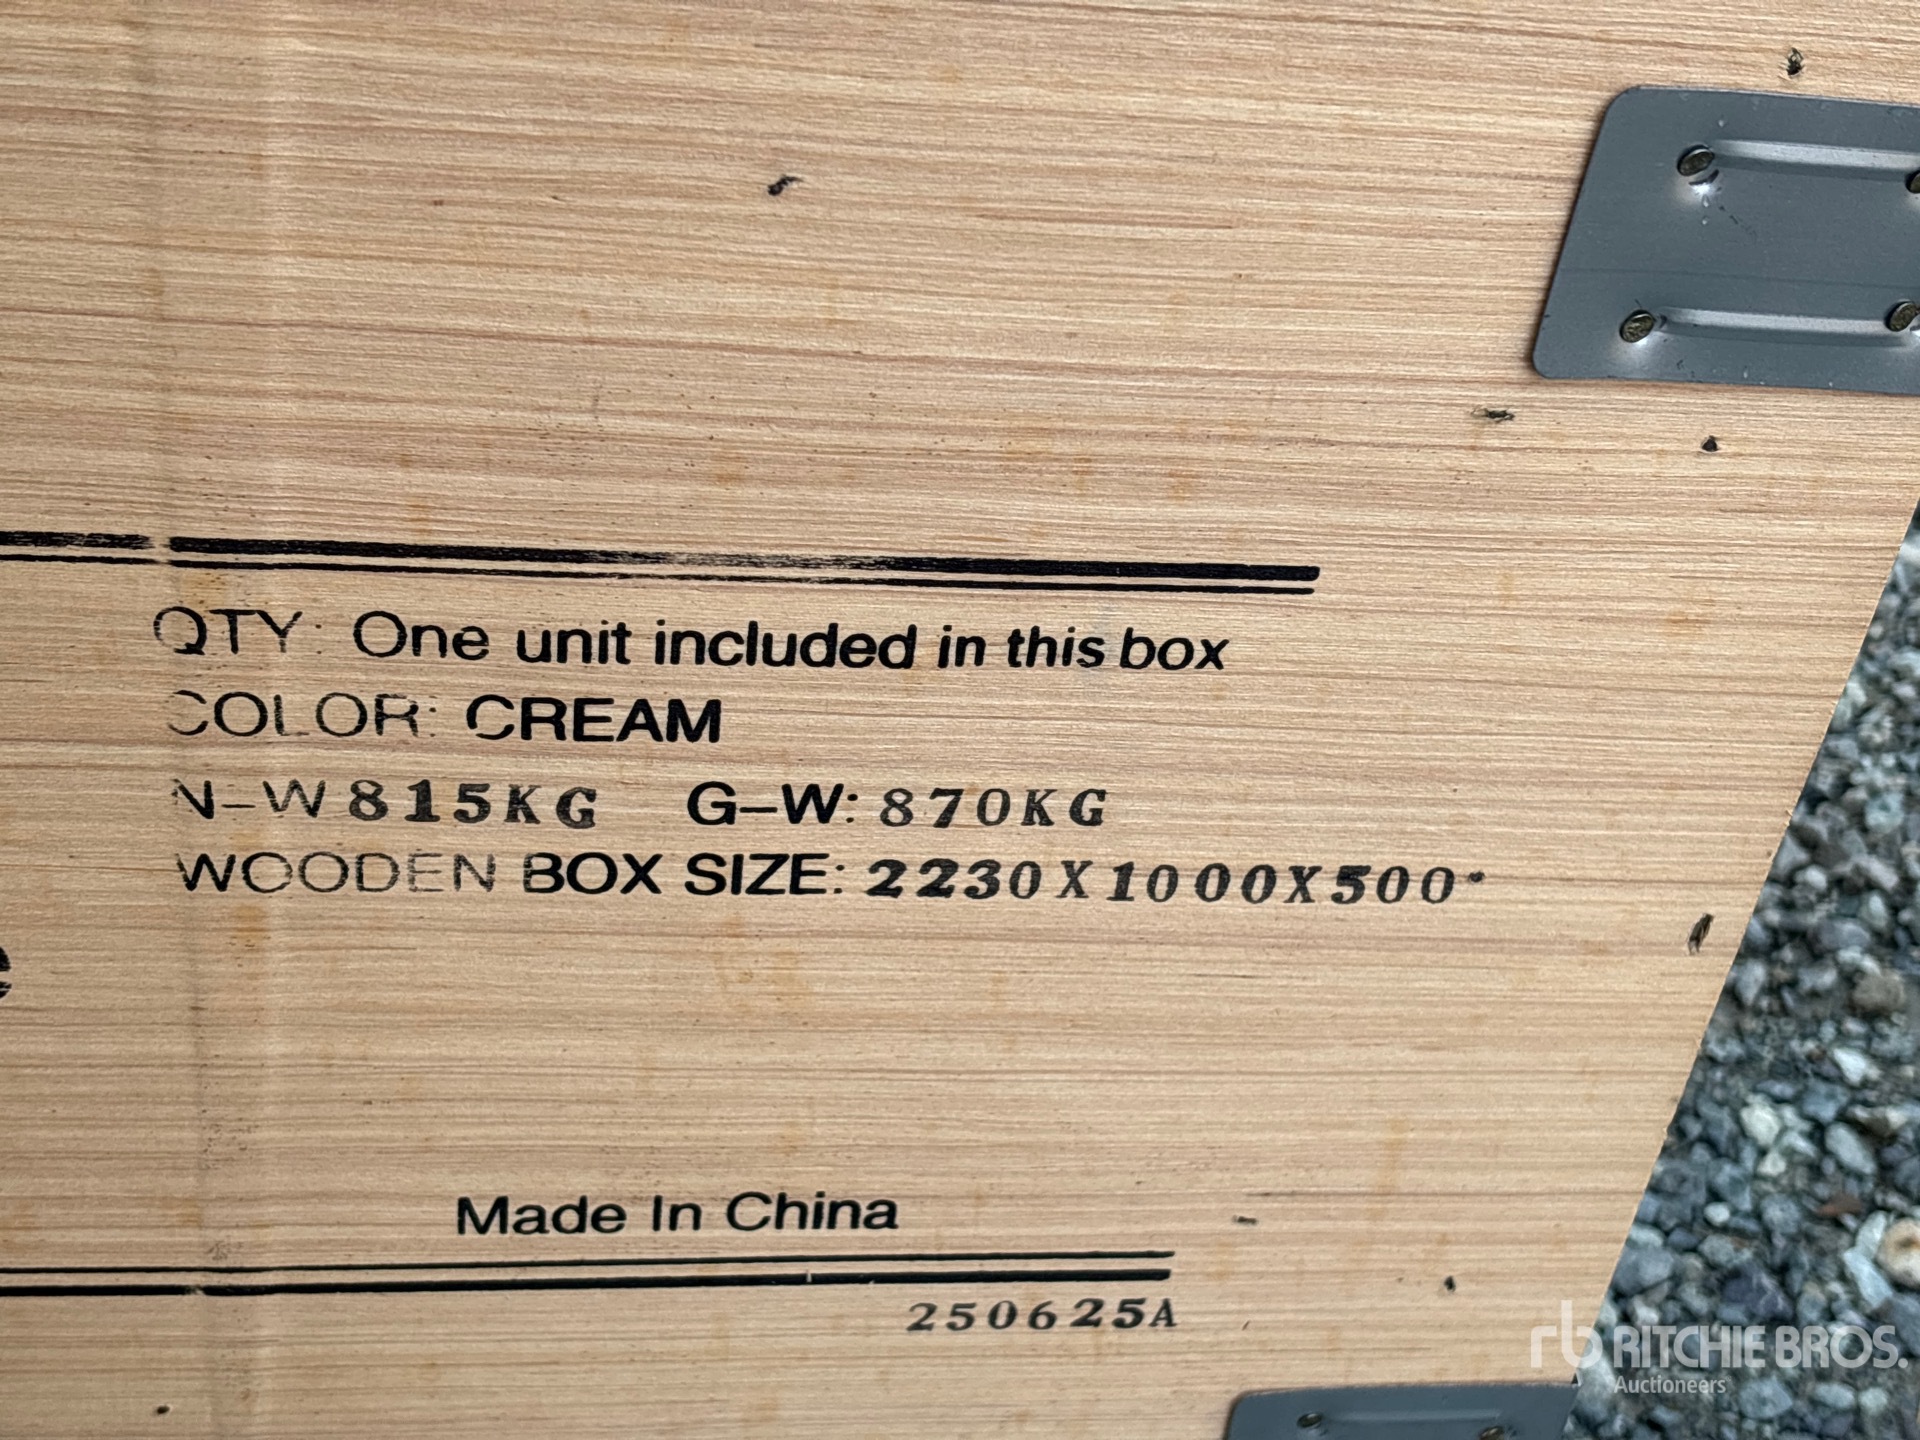 QTY: One unit included in this box
COLOR: CREAM
N-W 815KG G-W: 870KG
WOODEN BOX SIZE: 2230X1000X500
Made In China
250625A
rb RITCHIE BROS.
Auctioneers